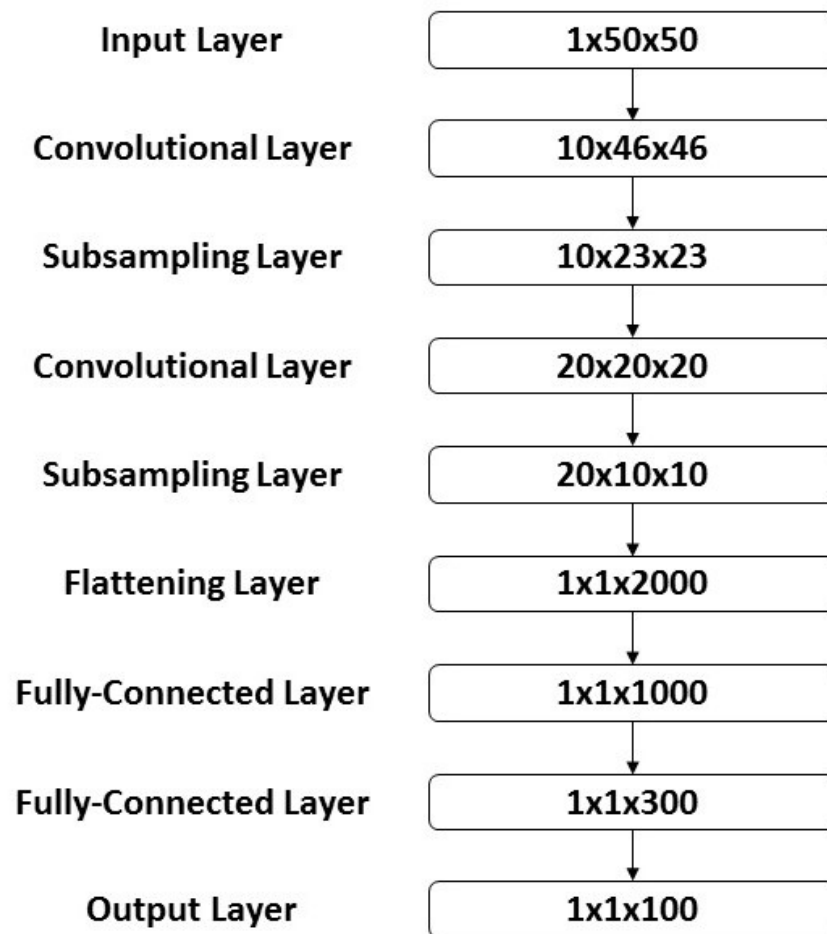 Input Layer 1x50x50
Convolutional Layer 10x46x46
Subsampling Layer 10x23x23
Convolutional Layer 20x20x20
Subsampling Layer 20x10x10
Flattening Layer 1x1x2000
Fully-Connected Layer 1x1x1000
Fully-Connected Layer 1x1x300
Output Layer 1x1x100